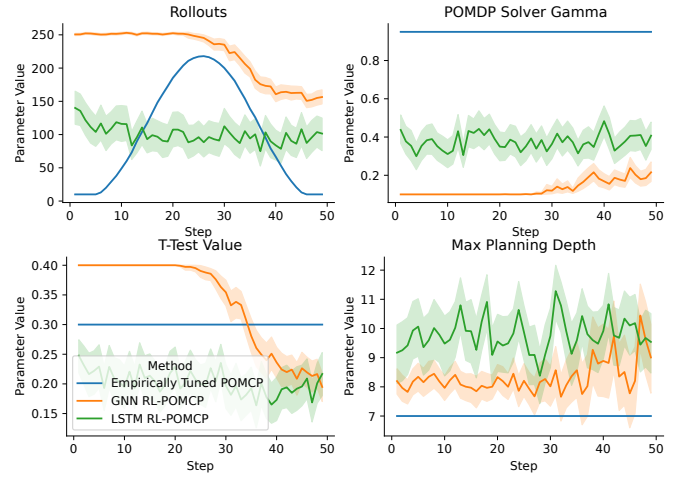 Rollouts
Parameter Value
250
200
150
100
50
0
0 10 20 30 40 50
Step
POMDP Solver Gamma
Parameter Value
0.8
0.6
0.4
0.2
0 10 20 30 40 50
Step
T-Test Value
Parameter Value
0.40
0.35
0.30
0.25
0.20
0.15
Method
Empirically Tuned POMCP
GNN RL-POMCP
LSTM RL-POMCP
0 10 20 30 40 50
Step
Max Planning Depth
Parameter Value
12
11
10
9
8
7
0 10 20 30 40 50
Step